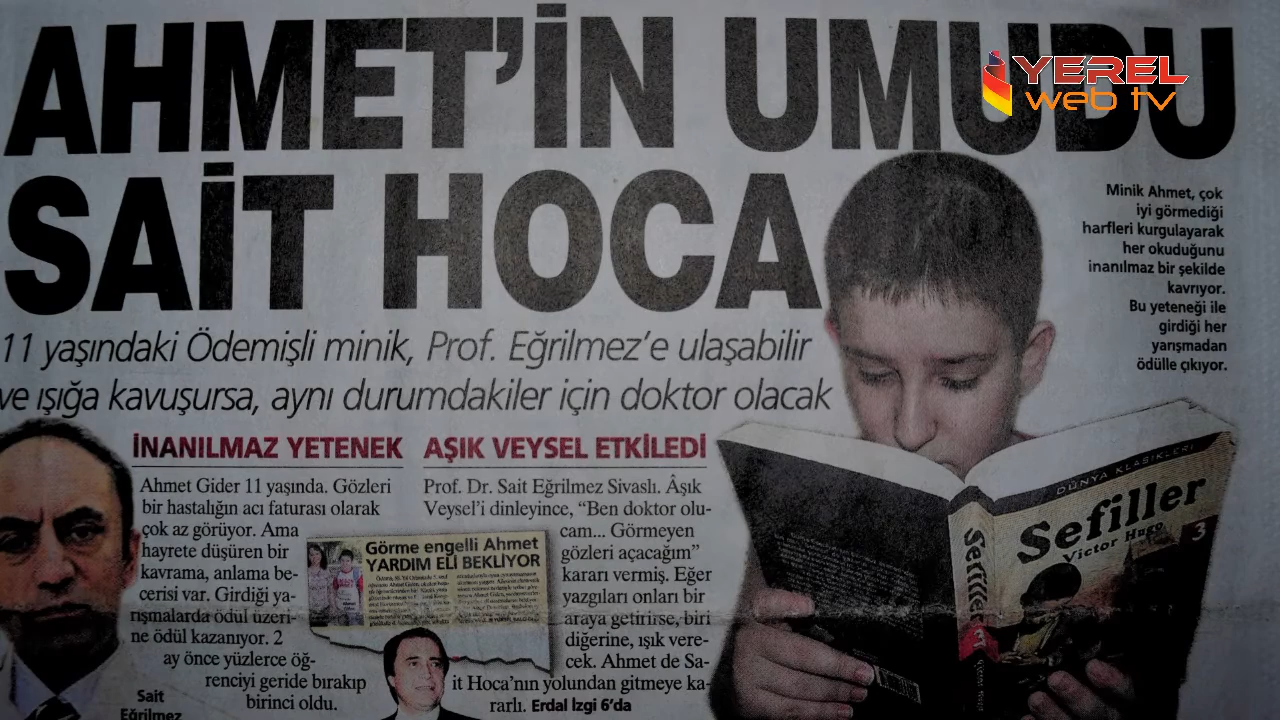 AHMET'İN UMUDU
SAİT HOCA
YEREL
web tv
Minik Ahmet, çok
iyi görmediği
harfleri kurgulayarak
her okuduğunu
inanılmaz bir şekilde
kavrıyor.
Bu yeteneği ile
girdiği her
yarışmadan
ödülle çıkıyor.
11 yaşındaki Ödemişli minik, Prof. Eğrilmez'e ulaşabilir
ve ışığa kavuşursa, aynı durumdakiler için doktor olacak
İNANILMAZ YETENEK
Ahmet Gider 11 yaşında. Gözleri
bir hastalığın acı faturası olarak
çok az görüyor. Ama
hayrete düşüren bir
kavrama, anlama be-
cerisi var. Girdiği ya-
rışmalarda ödül üzeri-
ne ödül kazanıyor. 2
ay önce yüzlerce öğ-
renciyi geride bırakıp
birinci oldu.
AŞIK VEYSEL ETKİLEDİ
Prof. Dr. Sait Eğrilmez Sivaslı. Âşık
Veysel'i dinleyince, "Ben doktor olu-
cam... Görmeyen
gözleri açacağım"
kararı vermiş. Eğer
yazgıları onları bir
araya getirirse, biri
diğerine, ışık vere-
cek. Ahmet de Sa-
it Hoca'nın yolundan gitmeye ka-
rarlı. Erdal İzgi 6'da
Görme engelli Ahmet
YARDIM ELİ BEKLİYOR
Sait
Eğrilmez
DÜNYA KLASİKLERİ
Sefiller
Victor Hugo
3
Sefiller